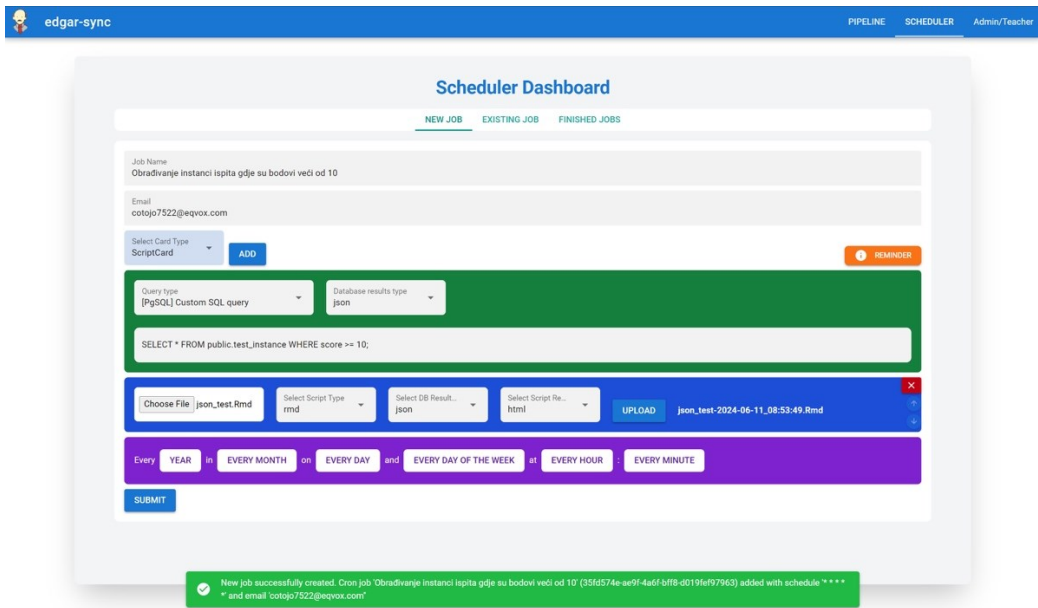 edgar-sync
PIPELINE SCHEDULER Admin/Teacher
Scheduler Dashboard
NEW JOB EXISTING JOB FINISHED JOBS
Job Name
Obrađivanje instanci ispita gdje su bodovi veći od 10
Email
cotojo7522@eqvox.com
Select Card Type
ScriptCard
ADD
REMINDER
Query type
[PgSQL] Custom SQL query
Database results type
json
SELECT * FROM public.test_instance WHERE score >= 10;
Choose File json_test.Rmd
Select Script Type
rmd
Select DB Result...
json
Select Script Re...
html
UPLOAD
json_test-2024-06-11_08:53:49.Rmd
Every YEAR in EVERY MONTH on EVERY DAY and EVERY DAY OF THE WEEK at EVERY HOUR : EVERY MINUTE
SUBMIT
New job successfully created. Cron job 'Obrađivanje instanci ispita gdje su bodovi veći od 10' (35fd574e-ae9f-4a6f-bff8-d019fef97963) added with schedule '* * * *
*' and email 'cotojo7522@eqvox.com"